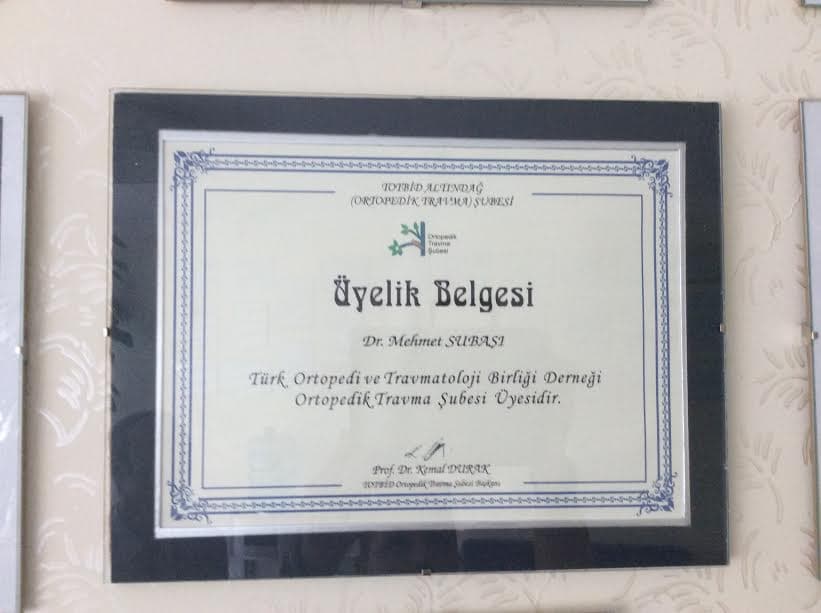 TOTBİD ALTINDAĞ
(ORTOPEDİK TRAVMA) ŞUBESİ
Ortopedik
Travma
Şubesi
Üyelik Belgesi
Dr. Mehmet SUBAŞI
Türk Ortopedi ve Travmatoloji Birliği Derneği
Ortopedik Travma Şubesi Üyesidir.
Prof. Dr. Kemal DURAK
TOTBİD Ortopedik Travma Şubesi Başkanı